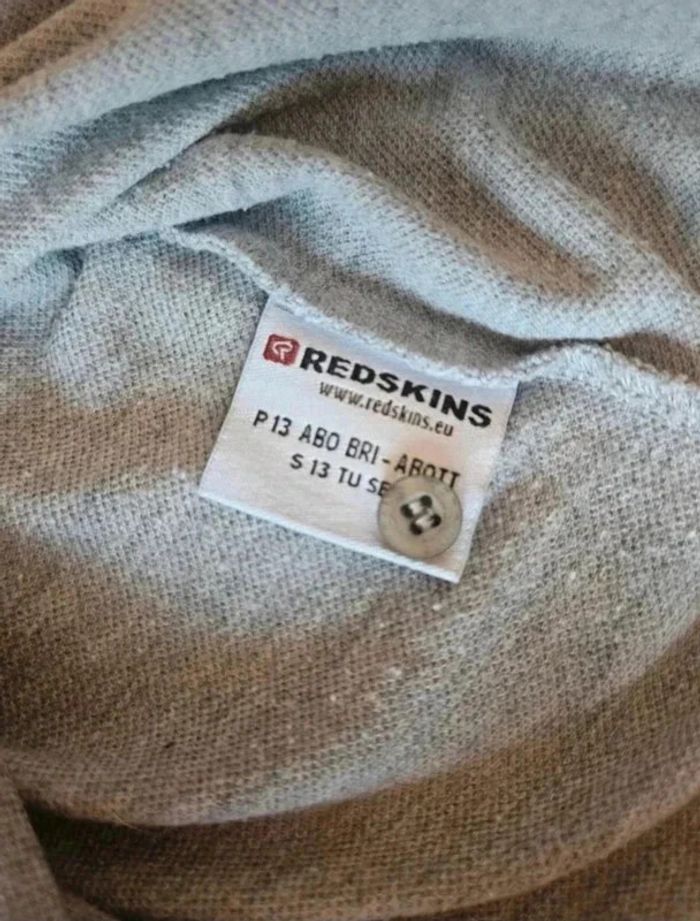 REDSKINS
www.redskins.eu
P 13 ABO BRI - ABOTT
S 13 TU